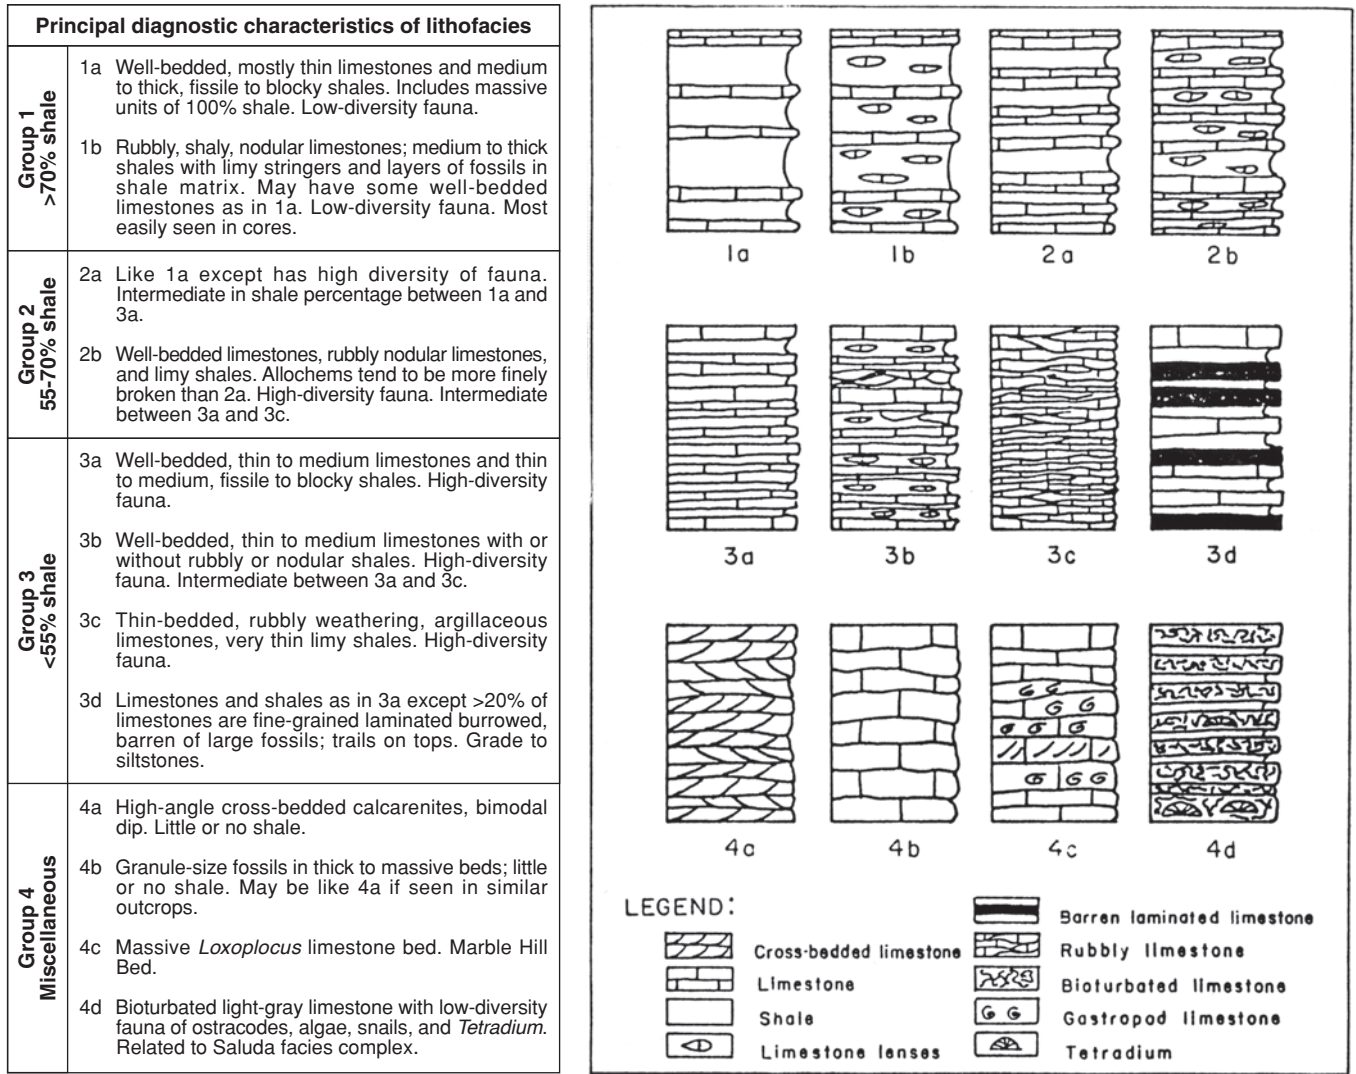 Principal diagnostic characteristics of lithofacies
Group 1
>70% shale
1a Well-bedded, mostly thin limestones and medium
to thick, fissile to blocky shales. Includes massive
units of 100% shale. Low-diversity fauna.
1b Rubbly, shaly, nodular limestones; medium to thick
shales with limy stringers and layers of fossils in
shale matrix. May have some well-bedded
limestones as in 1a. Low-diversity fauna. Most
easily seen in cores.
Group 2
55-70% shale
2a Like 1a except has high diversity of fauna.
Intermediate in shale percentage between 1a and
3a.
2b Well-bedded limestones, rubbly nodular limestones,
and limy shales. Allochems tend to be more finely
broken than 2a. High-diversity fauna. Intermediate
between 3a and 3c.
Group 3
<55% shale
3a Well-bedded, thin to medium limestones and thin
to medium, fissile to blocky shales. High-diversity
fauna.
3b Well-bedded, thin to medium limestones with or
without rubbly or nodular shales. High-diversity
fauna. Intermediate between 3a and 3c.
3c Thin-bedded, rubbly weathering, argillaceous
limestones, very thin limy shales. High-diversity
fauna.
3d Limestones and shales as in 3a except >20% of
limestones are fine-grained laminated burrowed,
barren of large fossils; trails on tops. Grade to
siltstones.
Group 4
Miscellaneous
4a High-angle cross-bedded calcarenites, bimodal
dip. Little or no shale.
4b Granule-size fossils in thick to massive beds; little
or no shale. May be like 4a if seen in similar
outcrops.
4c Massive Loxoplocus limestone bed. Marble Hill
Bed.
4d Bioturbated light-gray limestone with low-diversity
fauna of ostracodes, algae, snails, and Tetradium.
Related to Saluda facies complex.
1a 1b 2a 2b
3a 3b 3c 3d
4a 4b 4c 4d
LEGEND:
Cross-bedded limestone
Limestone
Shale
Limestone lenses
Barren laminated limestone
Rubbly limestone
Bioturbated limestone
Gastropod limestone
Tetradium